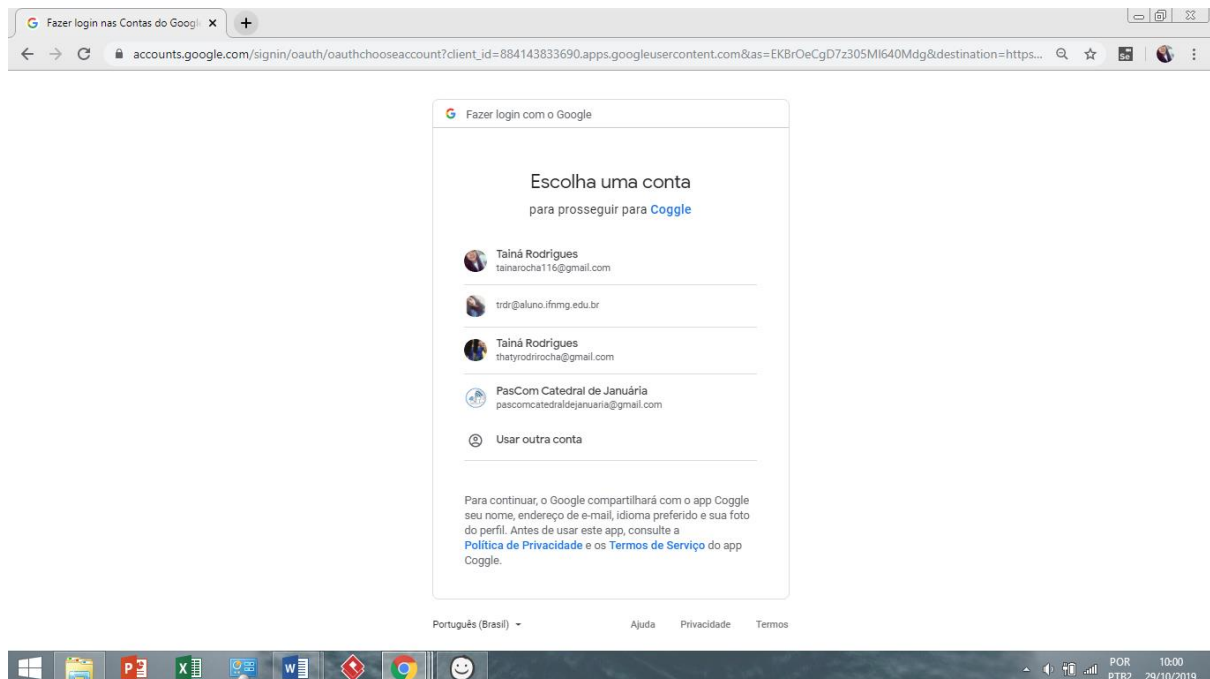 Fazer login nas Contas do Googl
accounts.google.com/signin/oauth/oauthchooseaccount?client_id=884143833690.apps.googleusercontent.com&as=EKBrOeCgD7z305MI640Mdg&destination=https...
Se
G Fazer login com o Google
Escolha uma conta
para prosseguir para Coggle
Tainá Rodrigues
tainarocha116@gmail.com
trdr@aluno.ifnmg.edu.br
Tainá Rodrigues
thatyrodrirocha@gmail.com
PasCom Catedral de Januária
pascomcatedraldejanuaria@gmail.com
Usar outra conta
Para continuar, o Google compartilhará com o app Coggle
seu nome, endereço de e-mail, idioma preferido e sua foto
do perfil. Antes de usar este app, consulte a
Política de Privacidade e os Termos de Serviço do app
Coggle.
Português (Brasil) Ajuda Privacidade Termos
POR 10:00
PTB2 29/10/2019